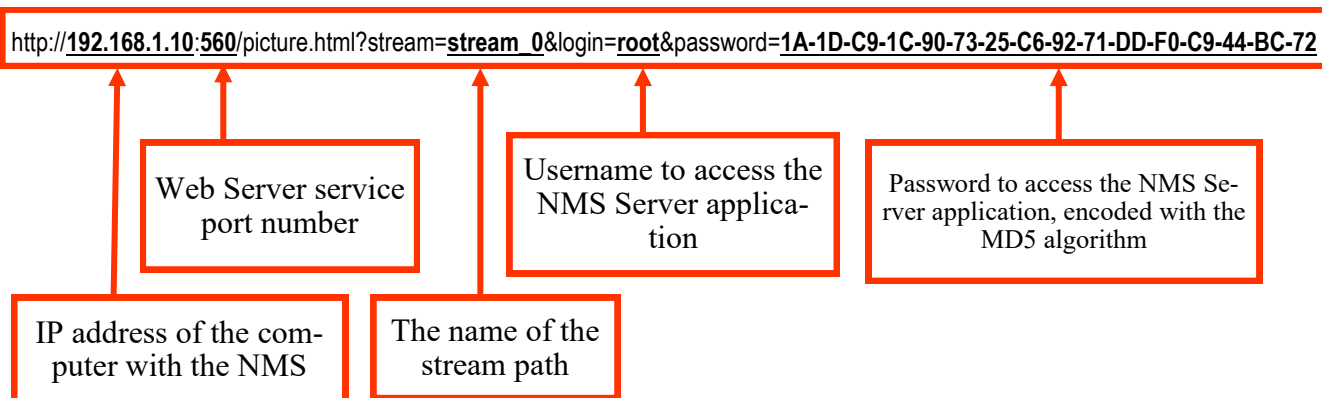 http://192.168.1.10:560/picture.html?stream=stream_0&login=root&password=1A-1D-C9-1C-90-73-25-C6-92-71-DD-F0-C9-44-BC-72
Web Server service
port number
Username to access the
NMS Server applica-
tion
Password to access the NMS Se-
rver application, encoded with the
MD5 algorithm
IP address of the com-
puter with the NMS
The name of the
stream path